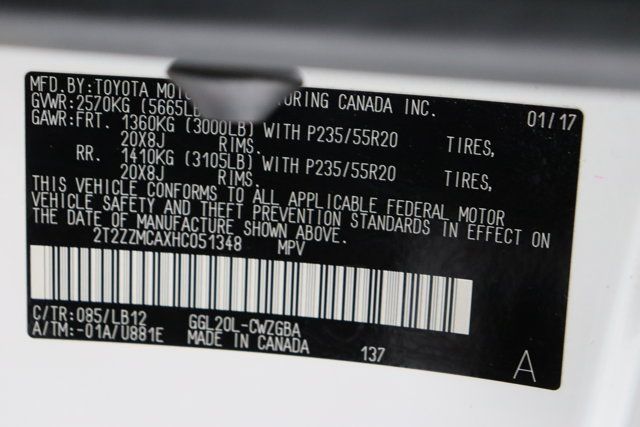 MFD.BY:TOYOTA MOTOR URING CANADA INC. 01/17
GVWR:2570KG (5665LB
GAWR:FRT. 1360KG (3000LB) WITH P235/55R20 TIRES,
20X8J RIMS.
RR. 1410KG (3105LB) WITH P235/55R20 TIRES,
20X8J RIMS.
THIS VEHICLE CONFORMS TO ALL APPLICABLE FEDERAL MOTOR
VEHICLE SAFETY AND THEFT PREVENTION STANDARDS IN EFFECT ON
THE DATE OF MANUFACTURE SHOWN ABOVE.
2T2ZZMCAXHC051348 MPV
C/TR:085/LB12 GGL20L-CWZGBA
A/TM:-01A/U881E MADE IN CANADA 137 A